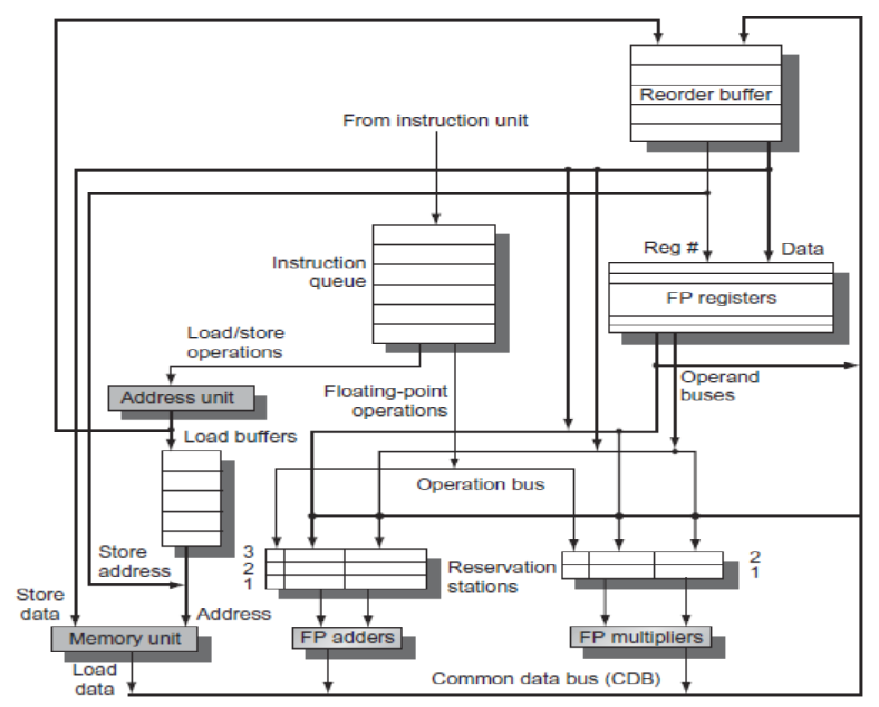 Reorder buffer
From instruction unit
Reg #
Data
Instruction
queue
FP registers
Load/store
operations
Operand
buses
Address unit
Floating-point
operations
Load buffers
Operation bus
Store
address
3
2
1
Reservation
stations
2
1
Store
data
Address
Memory unit
FP adders
FP multipliers
Load
data
Common data bus (CDB)